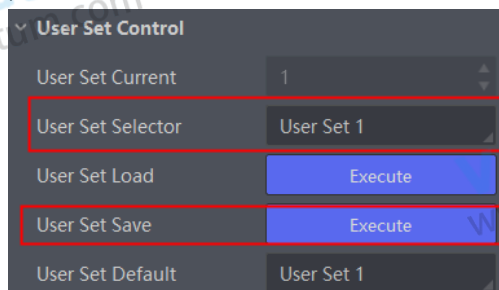 User Set Control
User Set Current 1
User Set Selector User Set 1
User Set Load Execute
User Set Save Execute
User Set Default User Set 1